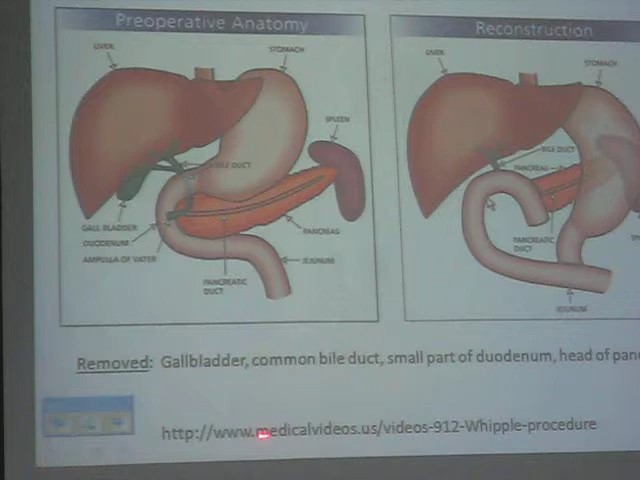 Preoperative Anatomy
LIVER
STOMACH
SPLEEN
BILE DUCT
GALL BLADDER
DUODENUM
AMPULLA OF VATER
PANCREAS
JEJUNUM
PANCREATIC
DUCT
Reconstruction
LIVER
STOMACH
BILE DUCT
PANCREAS
PANCREATIC
DUCT
JEJUNUM
Removed: Gallbladder, common bile duct, small part of duodenum, head of pan
http://www.medicalvideos.us/videos-912-Whipple-procedure